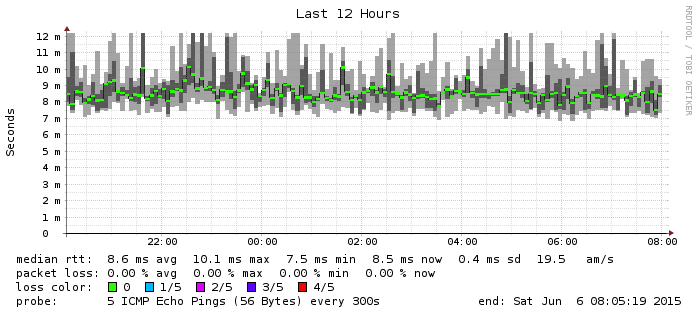 Last 12 Hours
RRDTOOL / TOBI OETIKER
Seconds
12 m
11 m
10 m
9 m
8 m
7 m
6 m
5 m
4 m
3 m
2 m
1 m
0
22:00 00:00 02:00 04:00 06:00 08:00
median rtt: 8.6 ms avg 10.1 ms max 7.5 ms min 8.5 ms now 0.4 ms sd 19.5 am/s
packet loss: 0.00 % avg 0.00 % max 0.00 % min 0.00 % now
loss color: 0 1/5 2/5 3/5 4/5
probe: 5 ICMP Echo Pings (56 Bytes) every 300s end: Sat Jun 6 08:05:19 2015